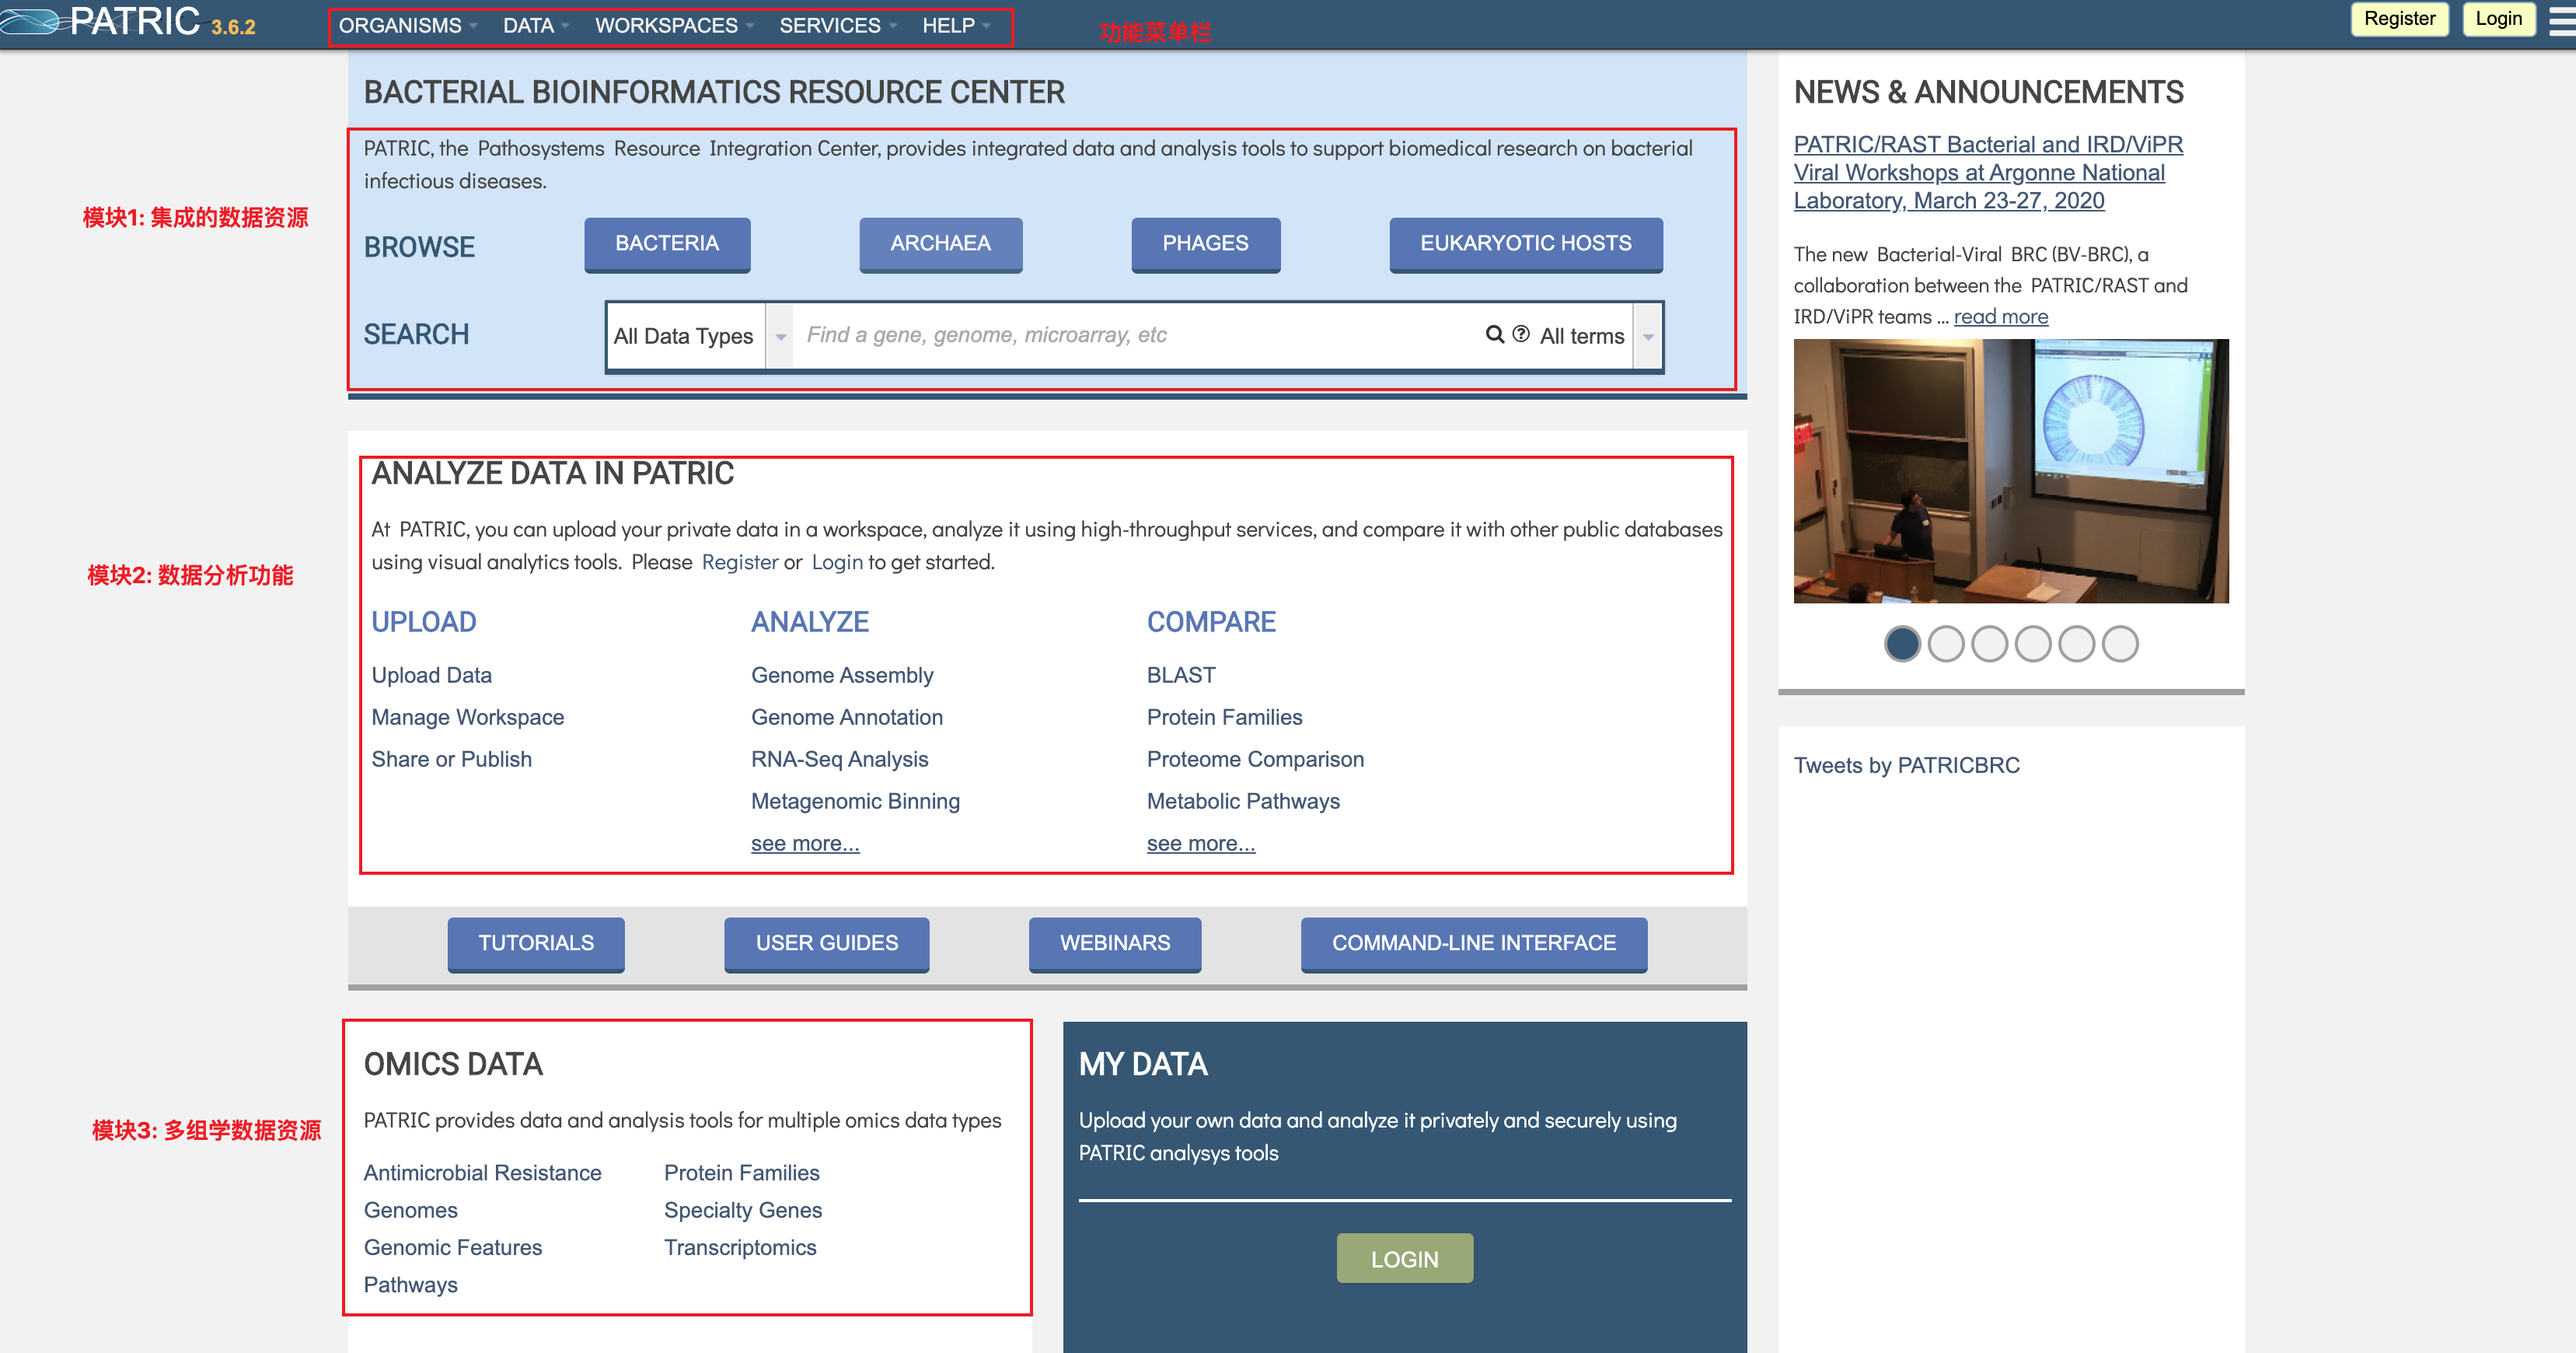 PATRIC 3.6.2
ORGANISMS DATA WORKSPACES SERVICES HELP
功能菜单栏
Register Login
BACTERIAL BIOINFORMATICS RESOURCE CENTER
PATRIC, the Pathosystems Resource Integration Center, provides integrated data and analysis tools to support biomedical research on bacterial
infectious diseases.
模块1: 集成的数据资源
BROWSE BACTERIA ARCHAEA PHAGES EUKARYOTIC HOSTS
SEARCH All Data Types Find a gene, genome, microarray, etc All terms
模块2: 数据分析功能
ANALYZE DATA IN PATRIC
At PATRIC, you can upload your private data in a workspace, analyze it using high-throughput services, and compare it with other public databases
using visual analytics tools. Please Register or Login to get started.
UPLOAD
Upload Data
Manage Workspace
Share or Publish
ANALYZE
Genome Assembly
Genome Annotation
RNA-Seq Analysis
Metagenomic Binning
see more...
COMPARE
BLAST
Protein Families
Proteome Comparison
Metabolic Pathways
see more...
TUTORIALS USER GUIDES WEBINARS COMMAND-LINE INTERFACE
模块3: 多组学数据资源
OMICS DATA
PATRIC provides data and analysis tools for multiple omics data types
Antimicrobial Resistance
Genomes
Genomic Features
Pathways
Protein Families
Specialty Genes
Transcriptomics
MY DATA
Upload your own data and analyze it privately and securely using
PATRIC analysys tools
LOGIN
NEWS & ANNOUNCEMENTS
PATRIC/RAST Bacterial and IRD/ViPR
Viral Workshops at Argonne National
Laboratory, March 23-27, 2020
The new Bacterial-Viral BRC (BV-BRC), a
collaboration between the PATRIC/RAST and
IRD/ViPR teams ... read more
Tweets by PATRICBRC